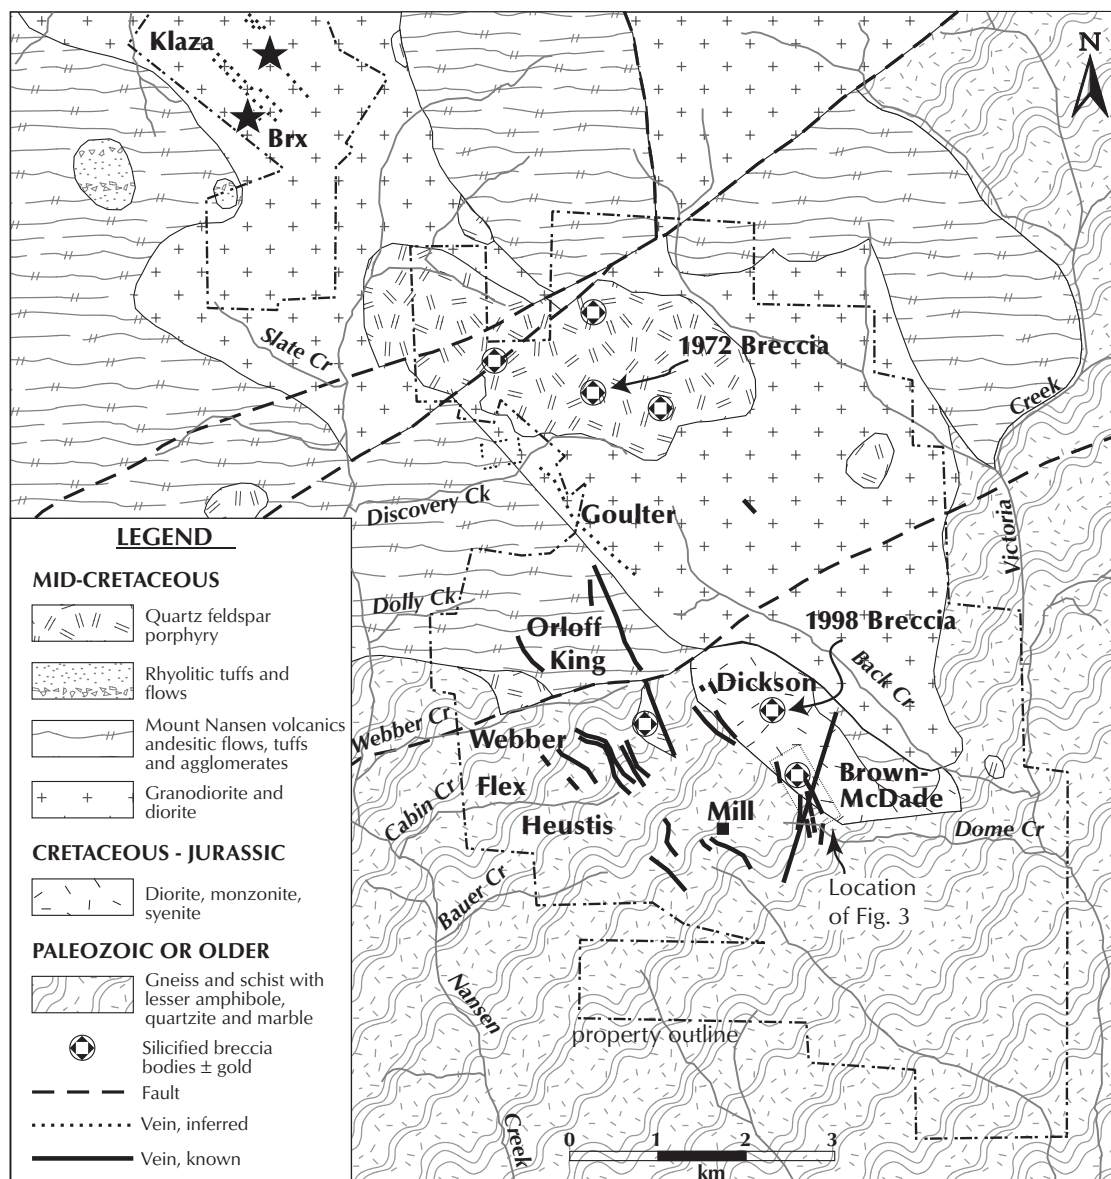 Klaza
N
Brx
Slate Cr
1972 Breccia
Creek
Discovery Ck
Goulter
Victoria
Dolly Ck
Orloff
King
1998 Breccia
Back Cr
Dickson
Webber Cr
Webber
Flex
Cabin Cr
Heustis
Mill
Brown-
McDade
Dome Cr
Location
of Fig. 3
Bauer Cr
Nansen
property outline
Creek
0 1 2 3
km
LEGEND
MID-CRETACEOUS
Quartz feldspar
porphyry
Rhyolitic tuffs and
flows
Mount Nansen volcanics
andesitic flows, tuffs
and agglomerates
Granodiorite and
diorite
CRETACEOUS - JURASSIC
Diorite, monzonite,
syenite
PALEOZOIC OR OLDER
Gneiss and schist with
lesser amphibole,
quartzite and marble
Silicified breccia
bodies ± gold
Fault
Vein, inferred
Vein, known